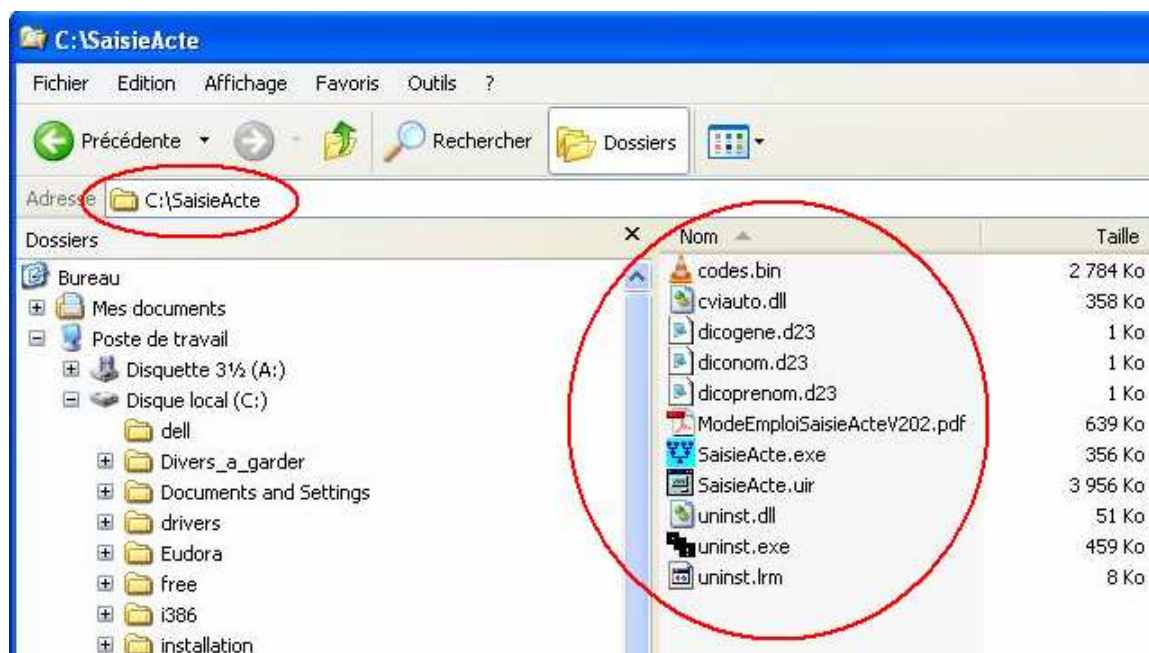 C:\SaisieActe
Fichier Edition Affichage Favoris Outils ?
Précédente Rechercher Dossiers
Adresse C:\SaisieActe
Dossiers
Bureau
Mes documents
Poste de travail
Disquette 3½ (A:)
Disque local (C:)
dell
Divers_a_garder
Documents and Settings
drivers
Eudora
free
i386
installation
Nom Taille
codes.bin 2 784 Ko
cviauto.dll 358 Ko
dicogene.d23 1 Ko
diconom.d23 1 Ko
dicoprenom.d23 1 Ko
ModeEmploiSaisieActeV202.pdf 639 Ko
SaisieActe.exe 356 Ko
SaisieActe.uir 3 956 Ko
uninst.dll 51 Ko
uninst.exe 459 Ko
uninst.lrm 8 Ko